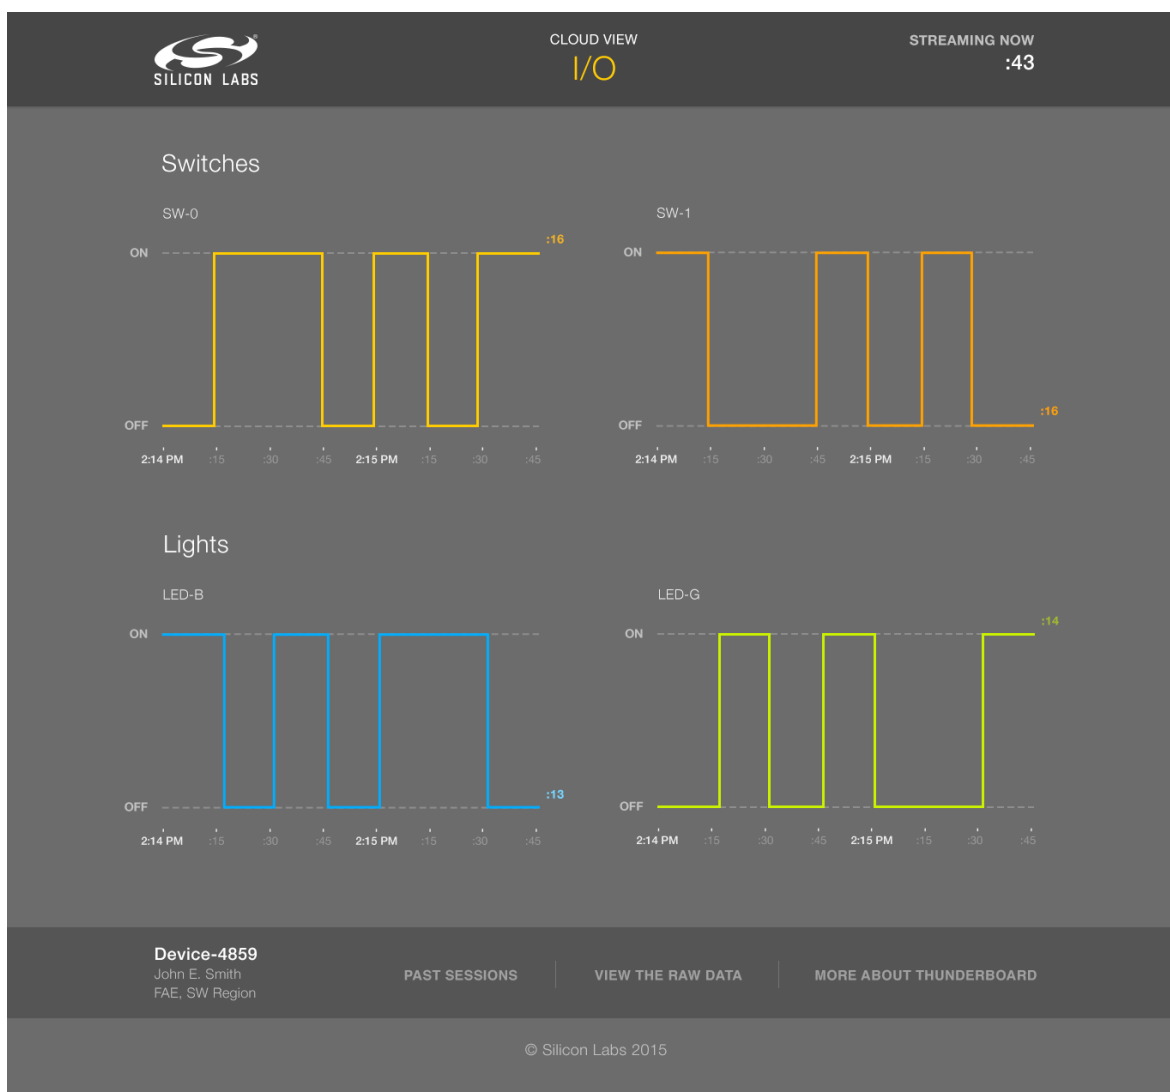 SILICON LABS
CLOUD VIEW
I/O
STREAMING NOW
:43
Switches
SW-0
ON
:16
OFF
2:14 PM :15 :30 :45 2:15 PM :15 :30 :45
SW-1
ON
:16
OFF
2:14 PM :15 :30 :45 2:15 PM :15 :30 :45
Lights
LED-B
ON
:13
OFF
2:14 PM :15 :30 :45 2:15 PM :15 :30 :45
LED-G
ON
:14
OFF
2:14 PM :15 :30 :45 2:15 PM :15 :30 :45
Device-4859
John E. Smith
FAE, SW Region
PAST SESSIONS
VIEW THE RAW DATA
MORE ABOUT THUNDERBOARD
© Silicon Labs 2015